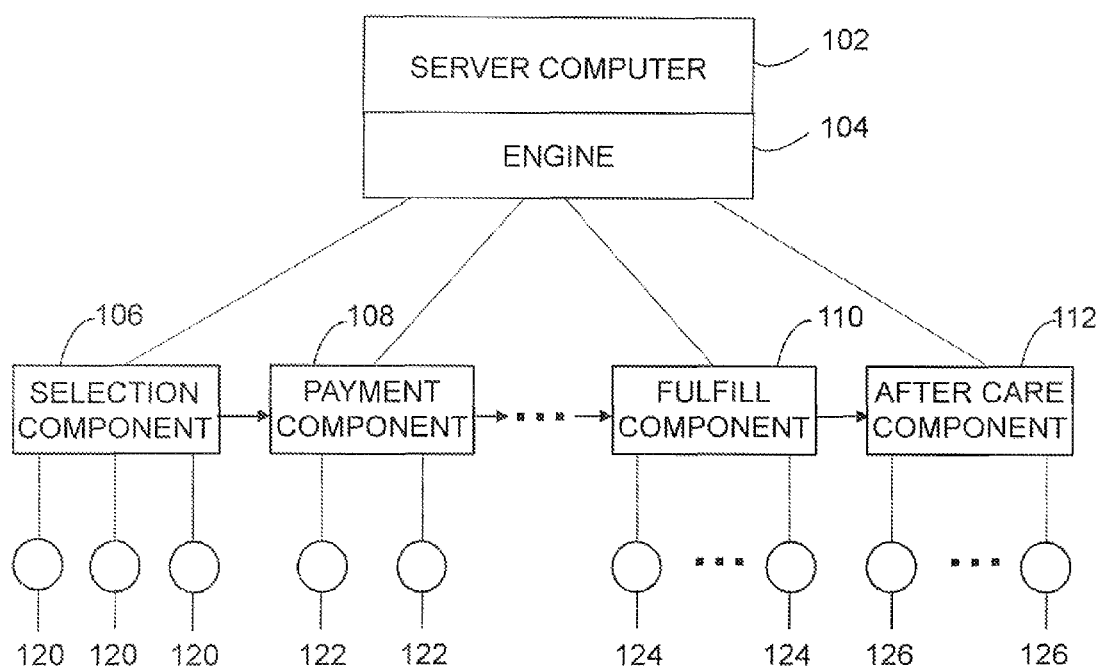 SERVER COMPUTER
102
ENGINE
104
106
108
110
112
SELECTION
COMPONENT
PAYMENT
COMPONENT
FULFILL
COMPONENT
AFTER CARE
COMPONENT
120 120 120 122 122 124 124 126 126